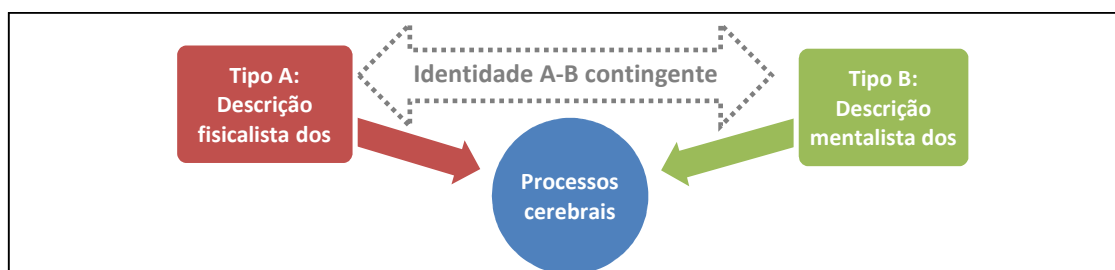 Identidade A-B contingente
Tipo A:
Descrição
fisicalista dos
Tipo B:
Descrição
mentalista dos
Processos
cerebrais